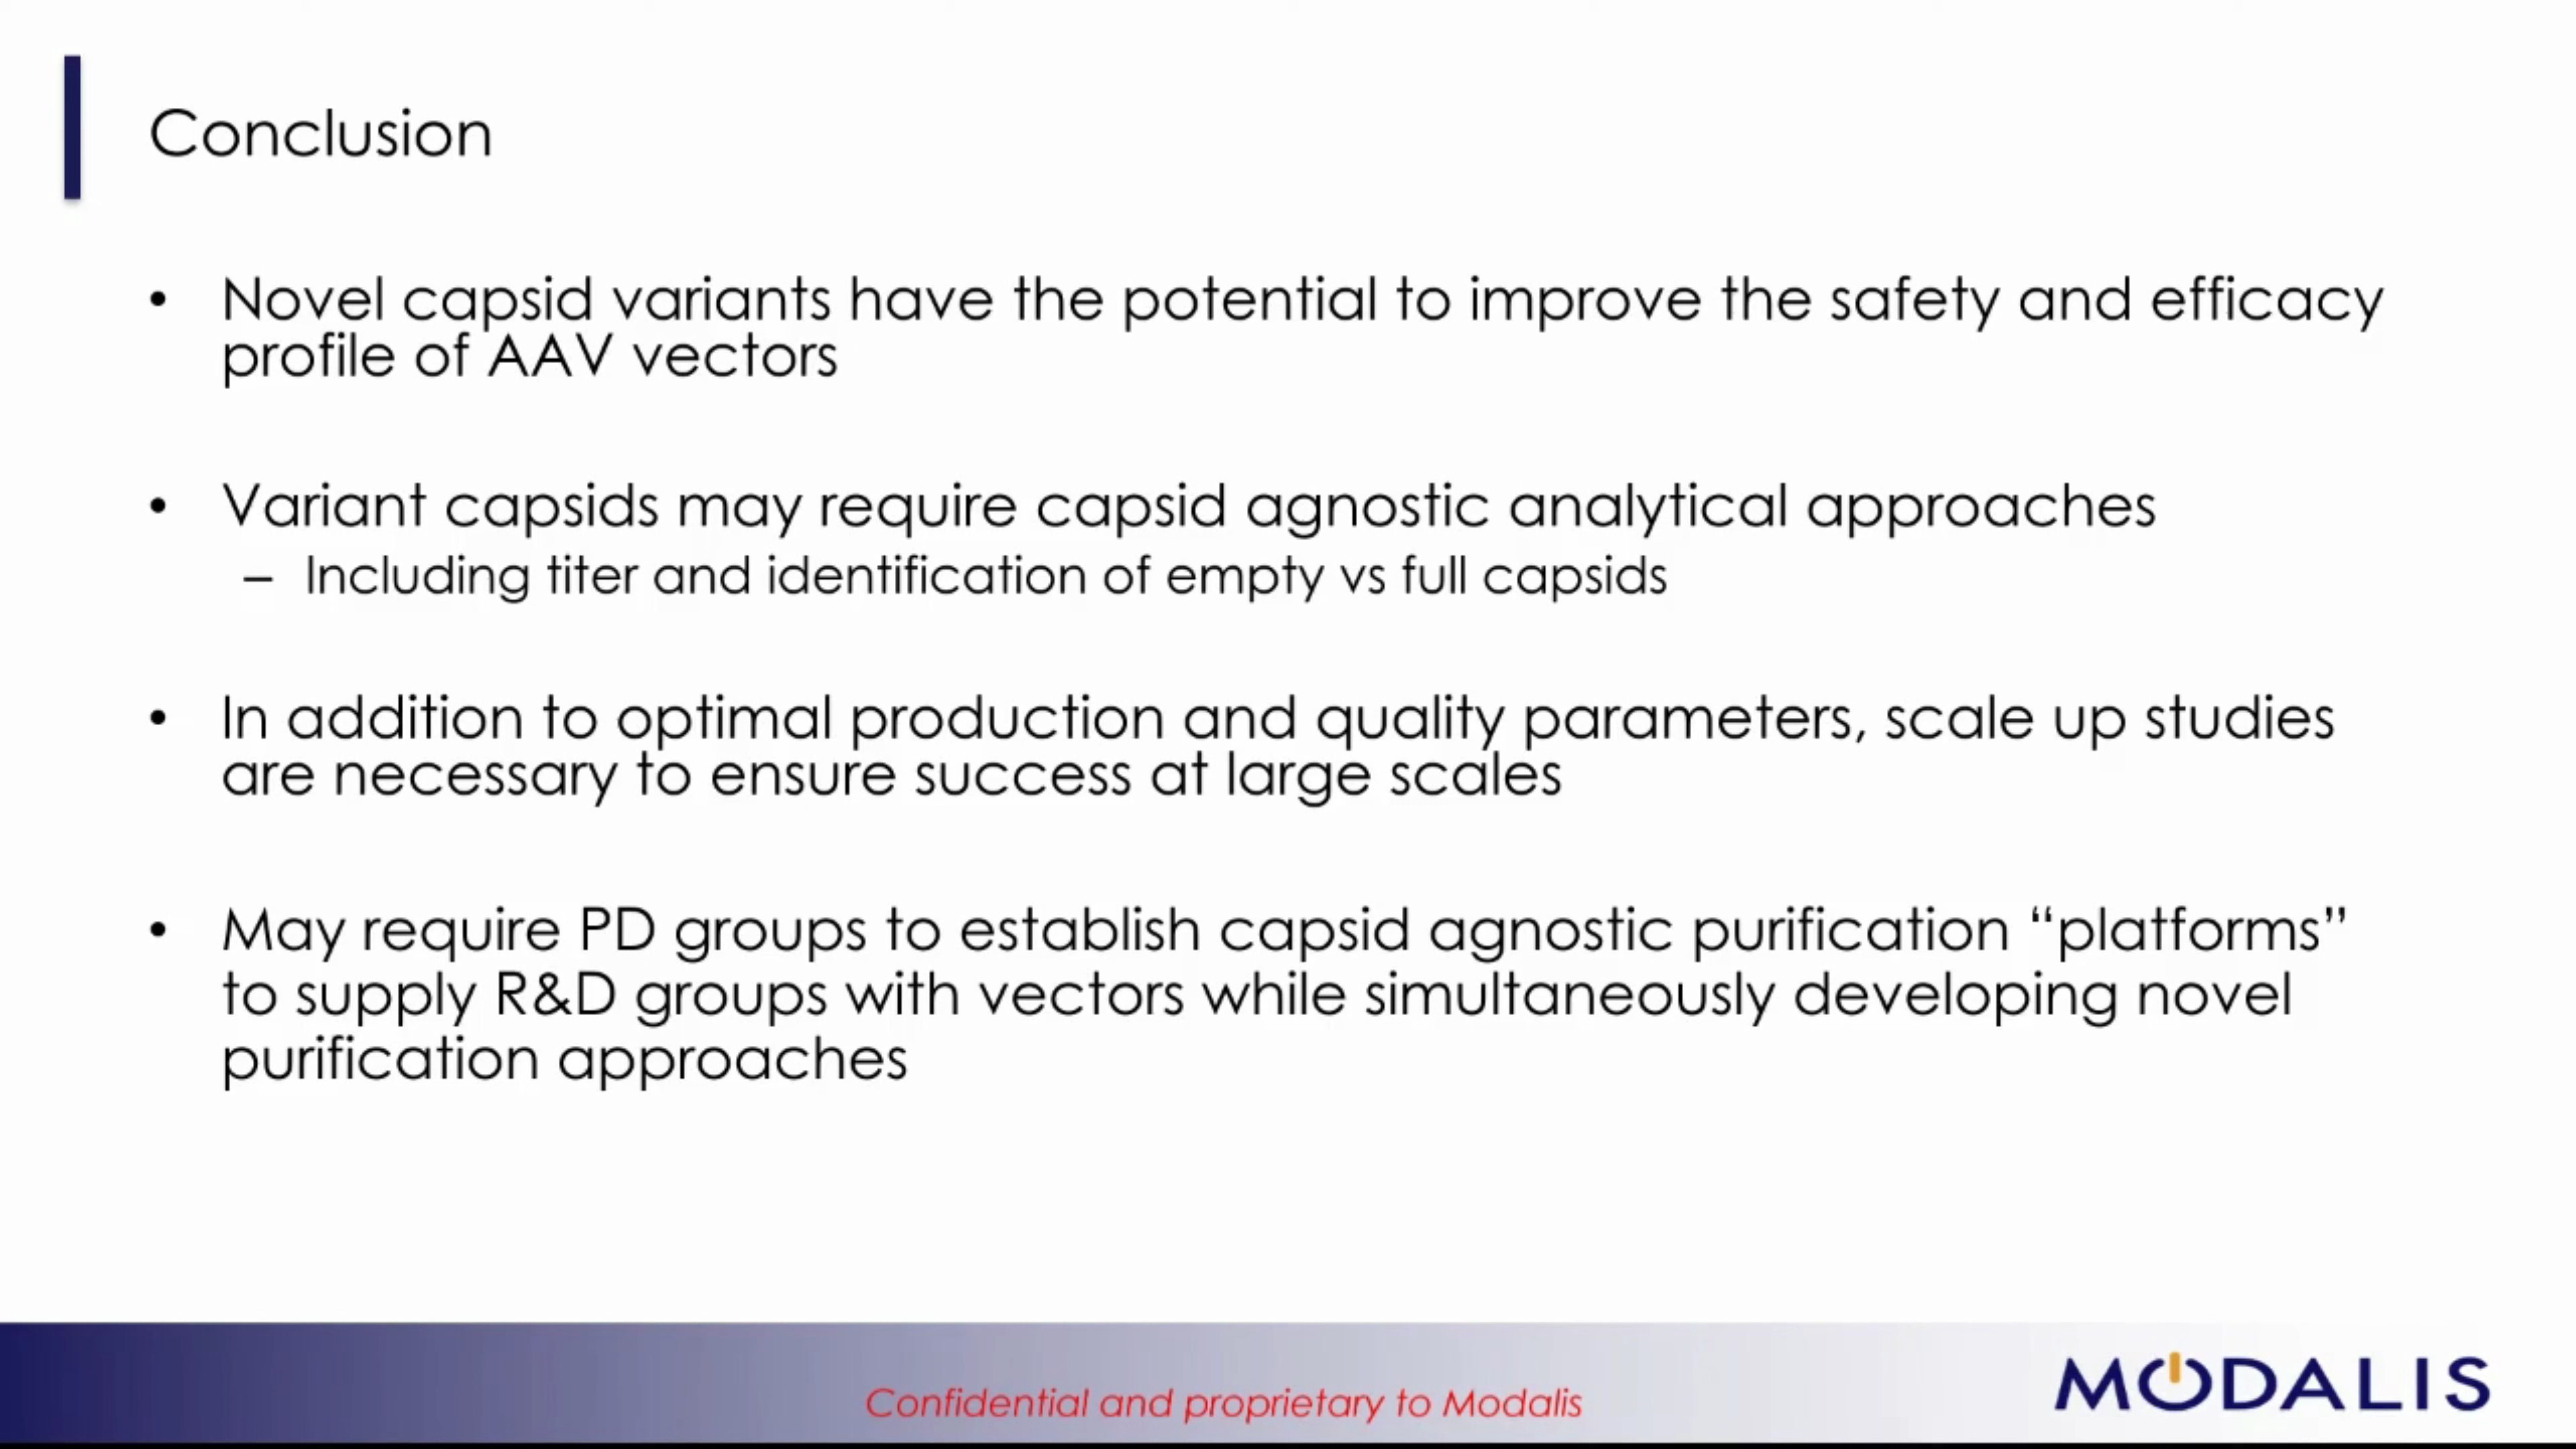 Conclusion
• Novel capsid variants have the potential to improve the safety and efficacy
profile of AAV vectors
• Variant capsids may require capsid agnostic analytical approaches
– Including titer and identification of empty vs full capsids
• In addition to optimal production and quality parameters, scale up studies
are necessary to ensure success at large scales
• May require PD groups to establish capsid agnostic purification “platforms”
to supply R&D groups with vectors while simultaneously developing novel
purification approaches
Confidential and proprietary to Modalis
MODALIS